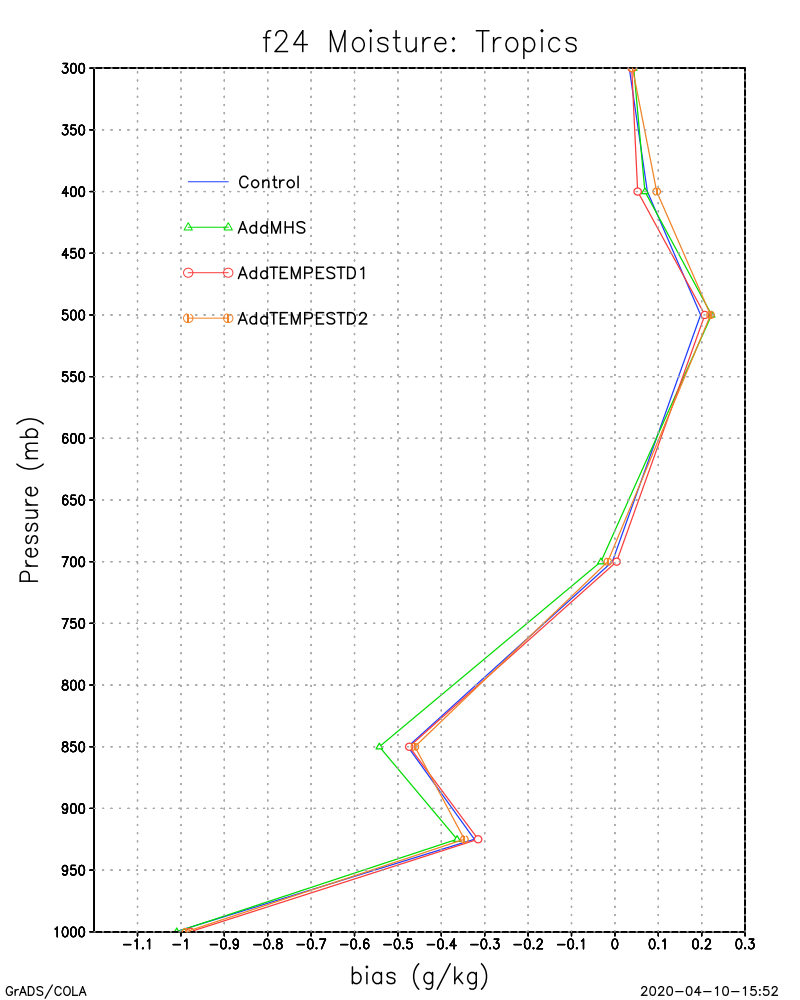 f24 Moisture: Tropics
300
350
400
450
500
550
600
650
700
750
800
850
900
950
1000
Pressure (mb)
Control
AddMHS
AddTEMPESTD1
AddTEMPESTD2
-1.1 -1 -0.9 -0.8 -0.7 -0.6 -0.5 -0.4 -0.3 -0.2 -0.1 0 0.1 0.2 0.3
bias (g/kg)
GrADS/COLA
2020-04-10-15:52